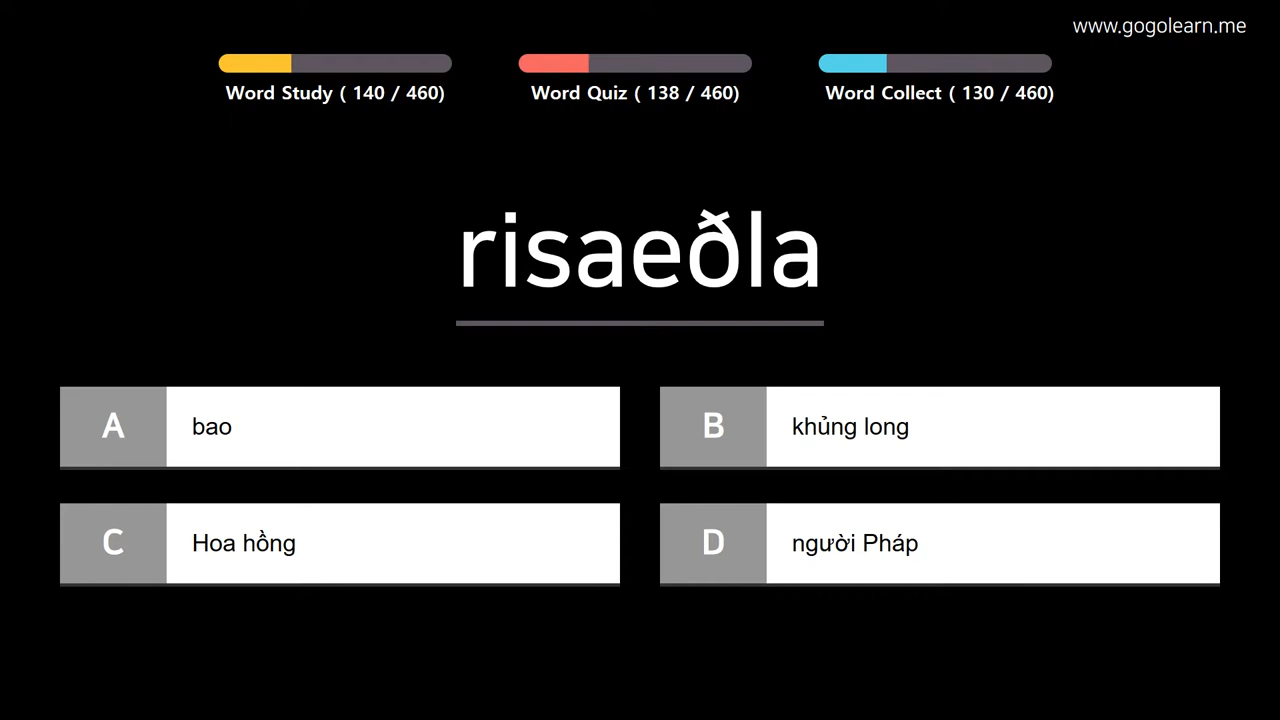 www.gogolearn.me
Word Study ( 140 / 460)
Word Quiz ( 138 / 460)
Word Collect ( 130 / 460)
risaeðla
A bao
B khủng long
C Hoa hồng
D người Pháp